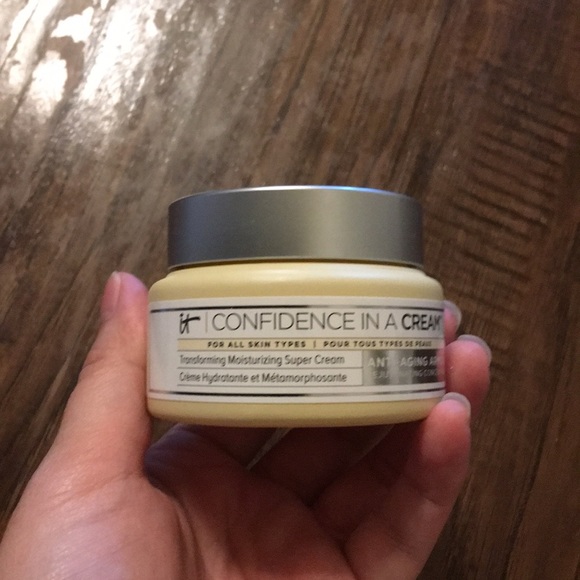 it CONFIDENCE IN A CREAM
FOR ALL SKIN TYPES | POUR TOUS TYPES DE PEAUX
Transforming Moisturizing Super Cream
Crème Hydratante et Métamorphosante
ANTI-AGING